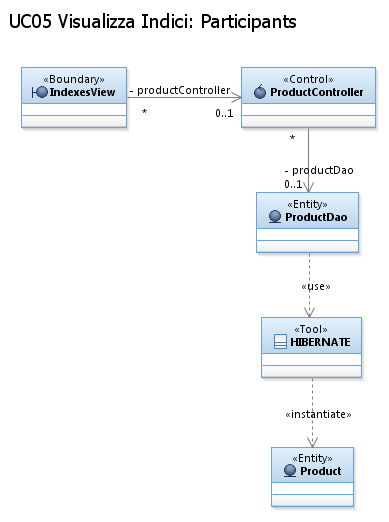 UC05 Visualizza Indici: Participants
«Boundary»
IndexesView
- productController
*
0..1
«Control»
ProductController
*
- productDao
0..1
«Entity»
ProductDao
«use»
«Tool»
HIBERNATE
«instantiate»
«Entity»
Product